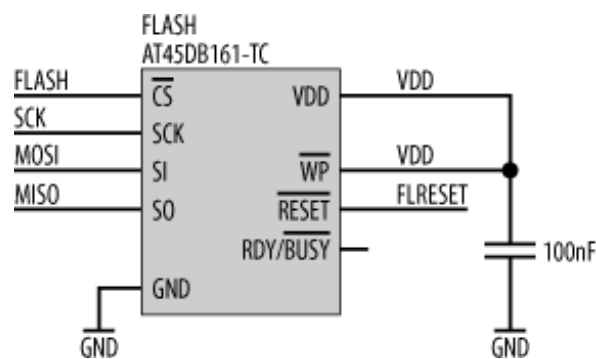 FLASH
AT45DB161-TC
FLASH
CS
VDD
VDD
SCK
SCK
MOSI
SI
WP
VDD
MISO
SO
RESET
FLRESET
RDY/BUSY
100nF
GND
GND
GND